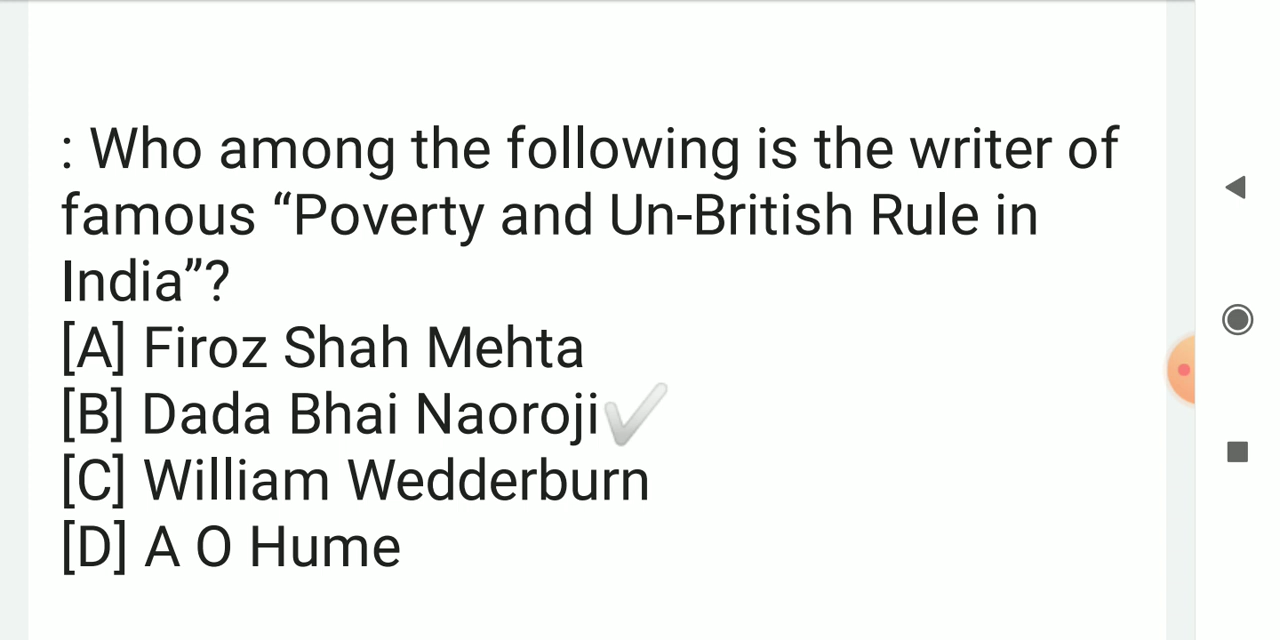 : Who among the following is the writer of
famous “Poverty and Un-British Rule in
India”?
[A] Firoz Shah Mehta
[B] Dada Bhai Naoroji✔
[C] William Wedderburn
[D] A O Hume